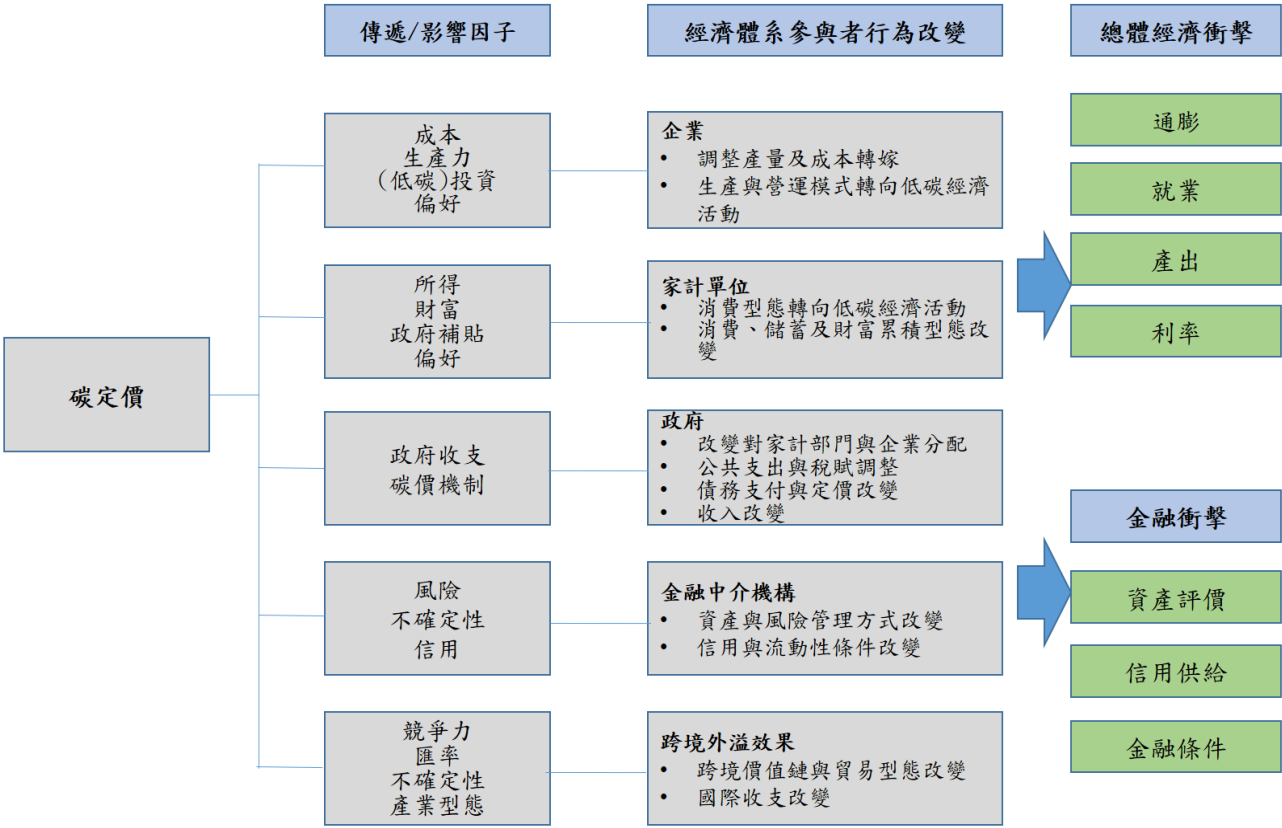 傳遞/影響因子
經濟體系參與者行為改變
總體經濟衝擊
碳定價
成本
生產力
(低碳)投資
偏好
企業
• 調整產量及成本轉嫁
• 生產與營運模式轉向低碳經濟
活動
所得
財富
政府補貼
偏好
家計單位
• 消費型態轉向低碳經濟活動
• 消費、儲蓄及財富累積型態改
變
政府收支
碳價機制
政府
• 改變對家計部門與企業分配
• 公共支出與稅賦調整
• 債務支付與定價改變
• 收入改變
風險
不確定性
信用
金融中介機構
• 資產與風險管理方式改變
• 信用與流動性條件改變
競爭力
匯率
不確定性
產業型態
跨境外溢效果
• 跨境價值鏈與貿易型態改變
• 國際收支改變
通膨
就業
產出
利率
金融衝擊
資產評價
信用供給
金融條件